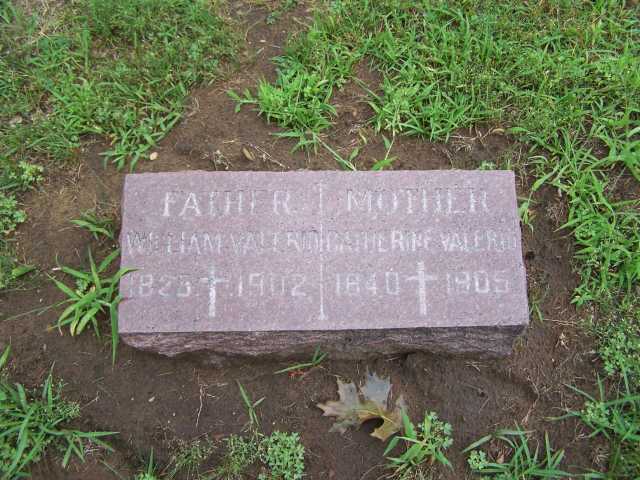 FATHER MOTHER
WILLIAM VALERIO CATHERINE VALERIO
1825 1902 1840 1905